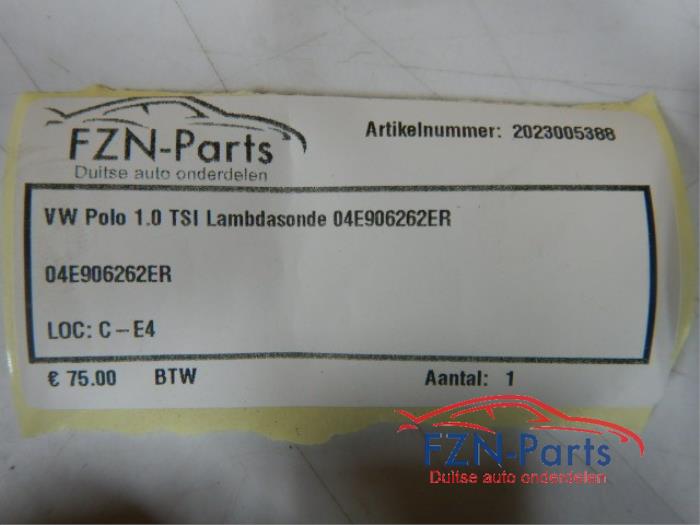 FZN-Parts
Duitse auto onderdelen
Artikelnummer: 2023005388
VW Polo 1.0 TSI Lambdasonde 04E906262ER
04E906262ER
LOC: C-E4
€ 75.00 BTW Aantal: 1
FZN-Parts
Duitse auto onderdelen